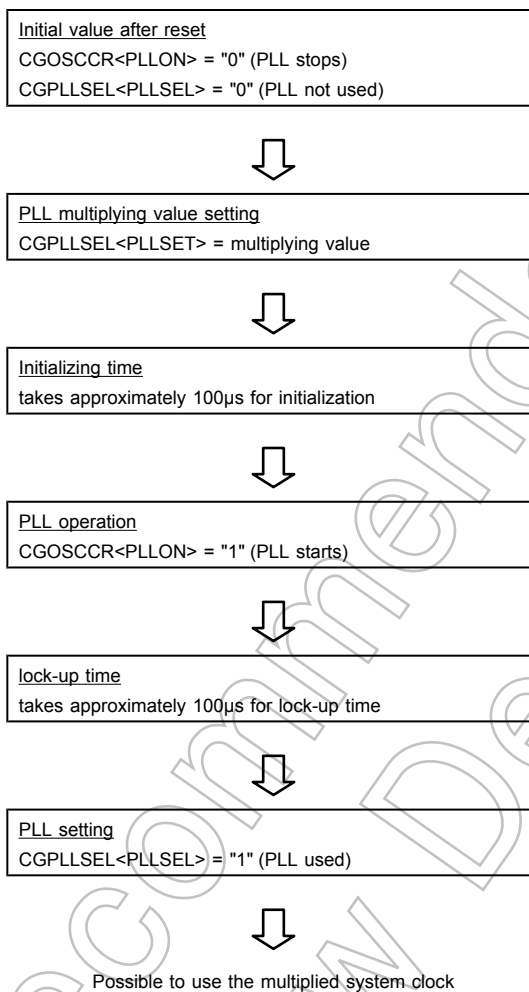 Initial value after reset
CGOSCCR<PLLON> = "0" (PLL stops)
CGPLLSEL<PLLSEL> = "0" (PLL not used)
PLL multiplying value setting
CGPLLSEL<PLLSET> = multiplying value
Initializing time
takes approximately 100μs for initialization
PLL operation
CGOSCCR<PLLON> = "1" (PLL starts)
lock-up time
takes approximately 100μs for lock-up time
PLL setting
CGPLLSEL<PLLSEL> = "1" (PLL used)
Possible to use the multiplied system clock